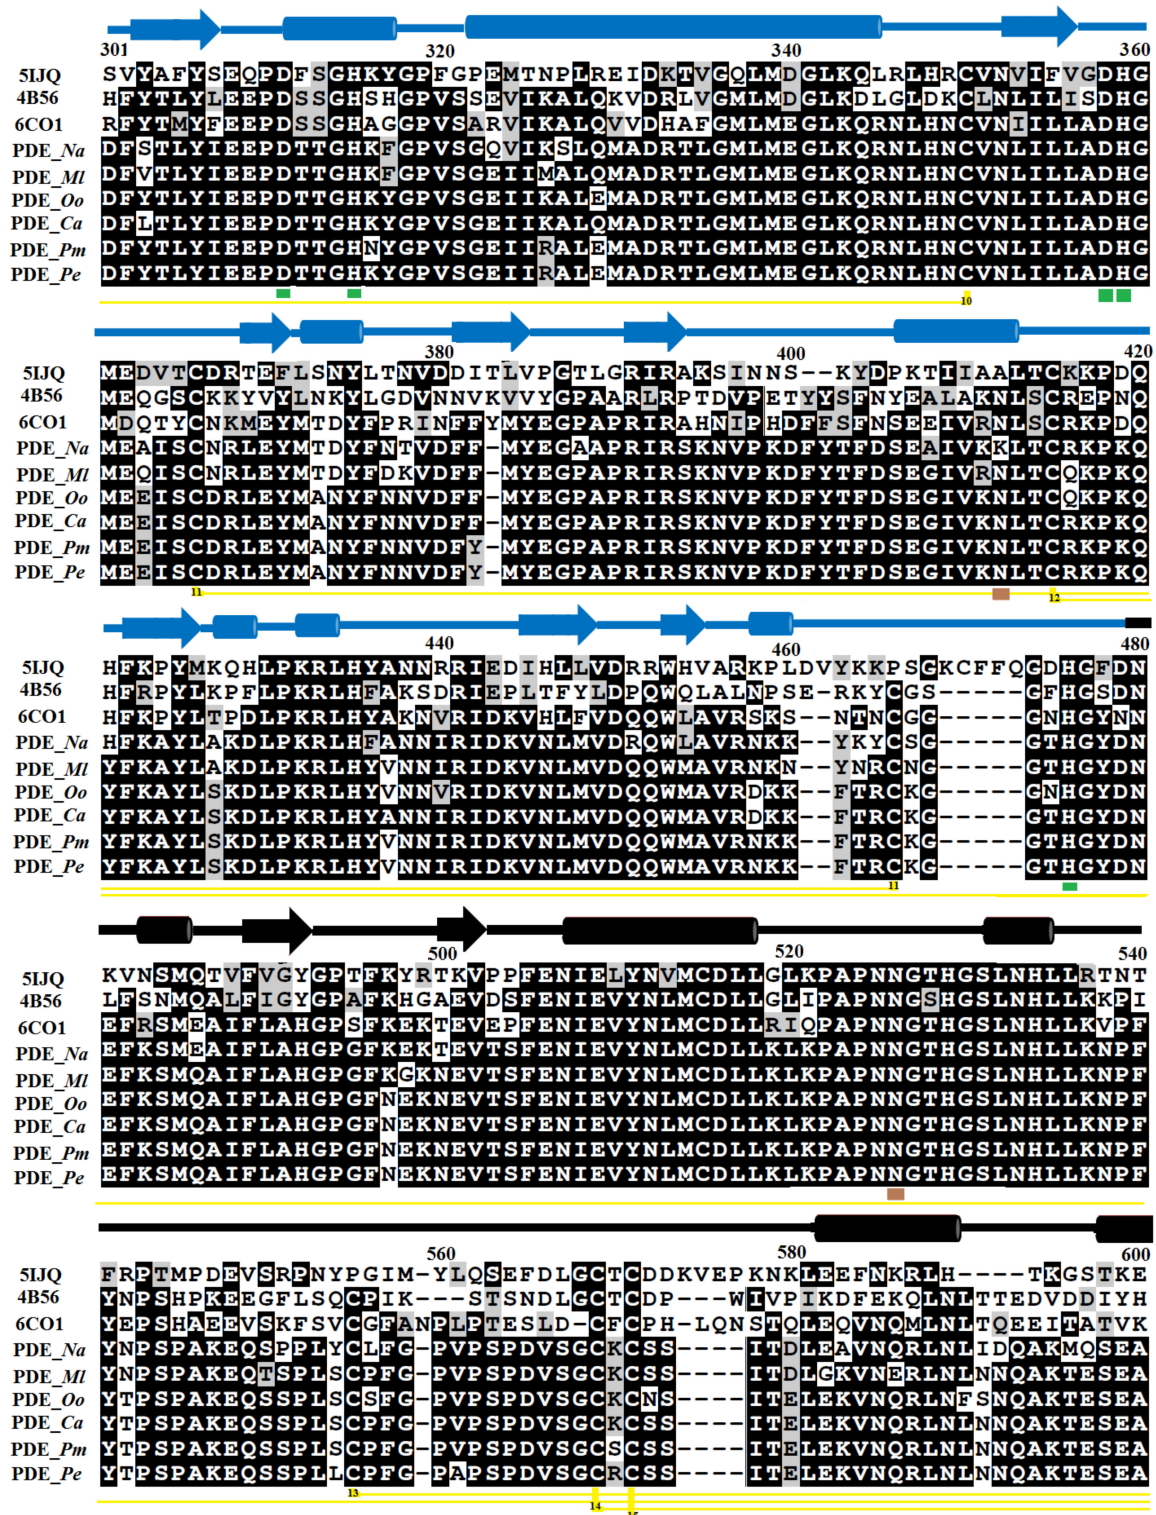 301 320 340 360
5IJQ SVYAFYSEQPDFSGHKYGPFGPEMTNPLREIDKTVGQLMDGLKQLRLHRCVNVIFVGDHG
4B56 HFYTLYLEEPDSSGHSHGPVSSEVIKALQKVDRLVGMLMDGLKDLGLDKCLNLILISDHG
6CO1 RFYTMYFEEPDSSGHAGGPVSARVIKALQVVDHAFGMLMEGLKQRNLHNCVNIILLADHG
PDE_Na DFSTLYIEEPDTTGHKFGPVSGQVIKSLQMADRTLGMLMEGLKQRNLHNCVNLILLADHG
PDE_Ml DFVTLYIEEPDTTGHKFGPVSGEIIMALQMADRTLGMLMEGLKQRNLHNCVNLILLADHG
PDE_Oo DFYTLYIEEPDTTGHKYGPVSGEIIKALEMADRTLGMLMEGLKQRNLHNCVNLILLADHG
PDE_Ca DFLTLYIEEPDTTGHKYGPVSGEIIKALQMADRTLGMLMEGLKQRNLHNCVNLILLADHG
PDE_Pm DFYTLYIEEPDTTGHNYGPVSGEIIRALEMADRTLGMLMEGLKQRNLHNCVNLILLADHG
PDE_Pe DFYTLYIEEPDTTGHKYGPVSGEIIRALEMADRTLGMLMEGLKQRNLHNCVNLILLADHG
10
380 400 420
5IJQ MEDVTCDRTEFLSNYLTNVDDITLVPGTLGRIRAKSINNS--KYDPKTIIAALTCKKPDQ
4B56 MEQGSCKKYVYLNKYLGDVNNVKVVYGPAARLRPTDVPETYYSFNYEALAKNLSCREPNQ
6CO1 MDQTYCNKMEYMTDYFPRINFFYMYEGPAPRIRAHNIPHDFFSFNSEEIVRNLSCRKPDQ
PDE_Na MEAISCNRLEYMTDYFNTVDFF-MYEGAAPRIRSKNVPKDFYTFDSEAIVKKLTCRKPKQ
PDE_Ml MEQISCNRLEYMTDYFDKVDFF-MYEGPAPRIRSKNVPKDFYTFDSEGIVRNLTCQKPKQ
PDE_Oo MEEISCDRLEYMANYFNNVDFF-MYEGPAPRIRSKNVPKDFYTFDSEGIVKNLTCQKPKQ
PDE_Ca MEEISCDRLEYMANYFNNVDFF-MYEGPAPRIRSKNVPKDFYTFDSEGIVKNLTCRKPKQ
PDE_Pm MEEISCDRLEYMANYFNNVDFY-MYEGPAPRIRSKNVPKDFYTFDSEGIVKNLTCRKPKQ
PDE_Pe MEEISCDRLEYMANYFNNVDFY-MYEGPAPRIRSKNVPKDFYTFDSEGIVKNLTCRKPKQ
11 12
440 460 480
5IJQ HFKPYMKQHLPKRLHYANNRRIEDIHLLVDRRWHVARKPLDVYKKPSGKCFFQGDHGFDN
4B56 HFRPYLKPFLPKRLHFAKSDRIEPLTFYLDPQWQLALNPSE-RKYCGS-----GFHGSDN
6CO1 HFKPYLTPDLPKRLHYAKNVRIDKVHLFVDQQWLAVRSKS--NTNCGG-----GNHGYNN
PDE_Na HFKAYLAKDLPKRLHFANNIRIDKVNLMVDRQWLAVRNKK--YKYCSG-----GTHGYDN
PDE_Ml YFKAYLAKDLPKRLHYVNNIRIDKVNLMVDQQWMAVRNKN--YNRCNG-----GTHGYDN
PDE_Oo YFKAYLSKDLPKRLHYVNNVRIDKVNLMVDQQWMAVRDKK--FTRCKG-----GNHGYDN
PDE_Ca YFKAYLSKDLPKRLHYANNIRIDKVNLMVDQQWMAVRDKK--FTRCKG-----GTHGYDN
PDE_Pm YFKAYLSKDLPKRLHYVNNIRIDKVNLMVDQQWMAVRNKK--FTRCKG-----GTHGYDN
PDE_Pe YFKAYLSKDLPKRLHYVNNIRIDKVNLMVDQQWMAVRNKK--FTRCKG-----GTHGYDN
11
500 520 540
5IJQ KVNSMQTVFVGYGPTFKYRTKVPPFENIELYNVMCDLLGLKPAPNNGTHGSLNHLLRTNT
4B56 LFSNMQALFIGYGPAFKHGAEVDSFENIEVYNLMCDLLGLIPAPNNGSHGSLNHLLKKPI
6CO1 EFRSMEAIFLAHGPSFKEKTEVEPFENIEVYNLMCDLLRIQPAPNNGTHGSLNHLLKVPF
PDE_Na EFKSMEAIFLAHGPGFKEKTEVTSFENIEVYNLMCDLLKLKPAPNNGTHGSLNHLLKNPF
PDE_Ml EFKSMQAIFLAHGPGFKGKNEVTSFENIEVYNLMCDLLKLKPAPNNGTHGSLNHLLKNPF
PDE_Oo EFKSMQAIFLAHGPGFNEKNEVTSFENIEVYNLMCDLLKLKPAPNNGTHGSLNHLLKNPF
PDE_Ca EFKSMQAIFLAHGPGFNEKNEVTSFENIEVYNLMCDLLKLKPAPNNGTHGSLNHLLKNPF
PDE_Pm EFKSMQAIFLAHGPGFNEKNEVTSFENIEVYNLMCDLLKLKPAPNNGTHGSLNHLLKNPF
PDE_Pe EFKSMQAIFLAHGPGFNEKNEVTSFENIEVYNLMCDLLKLKPAPNNGTHGSLNHLLKNPF
560 580 600
5IJQ FRPTMPDEVSRPNYPGIM-YLQSEFDLGCTCDDKVEPKNKLEEFNKRLH----TKGSTKE
4B56 YNPSHPKEEGFLSQCPIK---STSNDLGCTCDP---WIVPIKDFEKQLNLTTEDVDDIYH
6CO1 YEPSHAEEVSKFSVCGFANPLPTESLD-CFCPH-LQNSTQLEQVNQMLNLTQEEITATVK
PDE_Na YNPSPAKEQSPPLYCLFG-PVPSPDVSGCKCSS----ITDLEAVNQRLNLIDQAKMQSEA
PDE_Ml YNPSPAKEQTSPLSCPFG-PVPSPDVSGCKCSS----ITDLGKVNERLNLNNQAKTESEA
PDE_Oo YTPSPAKEQSSPLSCSFG-PVPSPDVSGCKCNS----ITELEKVNQRLNFSNQAKTESEA
PDE_Ca YTPSPAKEQSSPLSCPFG-PVPSPDVSGCKCSS----ITELEKVNQRLNLNNQAKTESEA
PDE_Pm YTPSPAKEQSSPLSCPFG-PVPSPDVSGCSCSS----ITELEKVNQRLNLNNQAKTESEA
PDE_Pe YTPSPAKEQSSPLLCPFG-PAPSPDVSGCRCSS----ITELEKVNQRLNLNNQAKTESEA
13 14 15